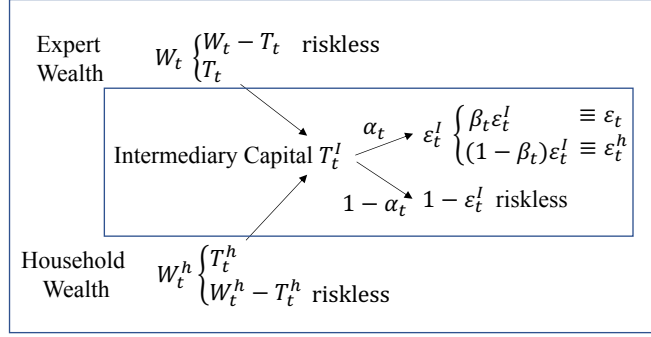 Expert
Wealth
W_t { W_t − T_t riskless
T_t
Intermediary Capital T_t^I
α_t
ε_t^I { β_t ε_t^I ≡ ε_t
(1 − β_t)ε_t^I ≡ ε_t^h
1 − α_t 1 − ε_t^I riskless
Household
Wealth
W_t^h { T_t^h
W_t^h − T_t^h riskless